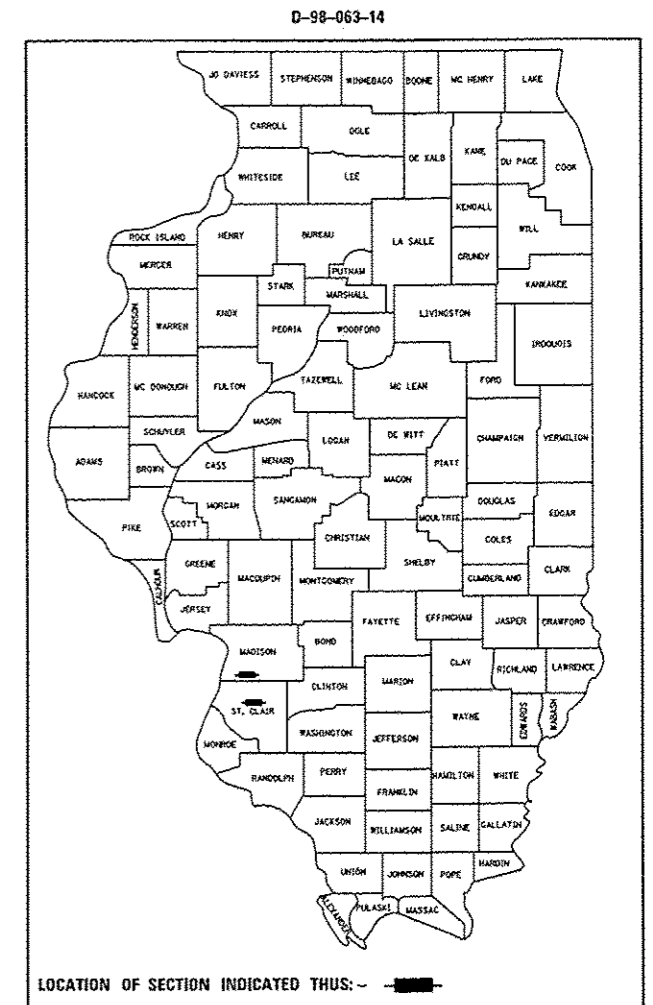 D-98-063-14
JO DAVIESS STEPHENSON WINNEBAGO BOONE MC HENRY LAKE
CARROLL OGLE DE KALB KANE DU PAGE COOK
WHITESIDE LEE
KENDALL
ROCK ISLAND HENRY BUREAU LA SALLE GRUNDY WILL
MERCER PUTNAM KANKAKEE
STARK MARSHALL
HENDERSON WARREN KNOX PEORIA WOODFORD LIVINGSTON IROQUOIS
HANCOCK MC DONOUGH FULTON TAZEWELL MC LEAN FORD
SCHUYLER MASON LOGAN DE WITT CHAMPAIGN VERMILION
ADAMS BROWN CASS MENARD MACON PIATT
PIKE SCOTT MORGAN SANGAMON MOULTRIE DOUGLAS EDGAR
CHRISTIAN COLES
CALHOUN GREENE MACOUPIN MONTGOMERY SHELBY CUMBERLAND CLARK
JERSEY FAYETTE EFFINGHAM JASPER CRAWFORD
MADISON BOND CLAY RICHLAND LAWRENCE
CLINTON MARION
ST. CLAIR WAYNE EDWARDS WABASH
MONROE WASHINGTON JEFFERSON
RANDOLPH PERRY HAMILTON WHITE
FRANKLIN
JACKSON WILLIAMSON SALINE GALLATIN
UNION JOHNSON POPE HARDIN
ALEXANDER PULASKI MASSAC
LOCATION OF SECTION INDICATED THUS: -